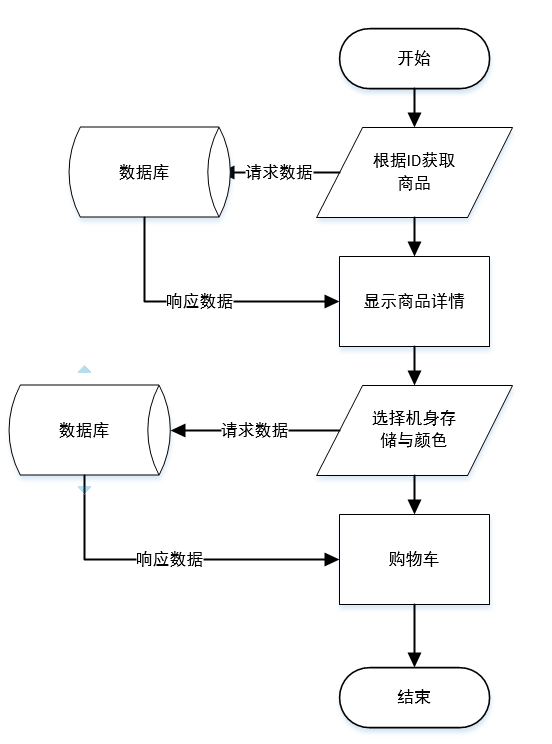 开始
根据ID获取
商品
请求数据
数据库
响应数据
显示商品详情
选择机身存
储与颜色
请求数据
数据库
响应数据
购物车
结束